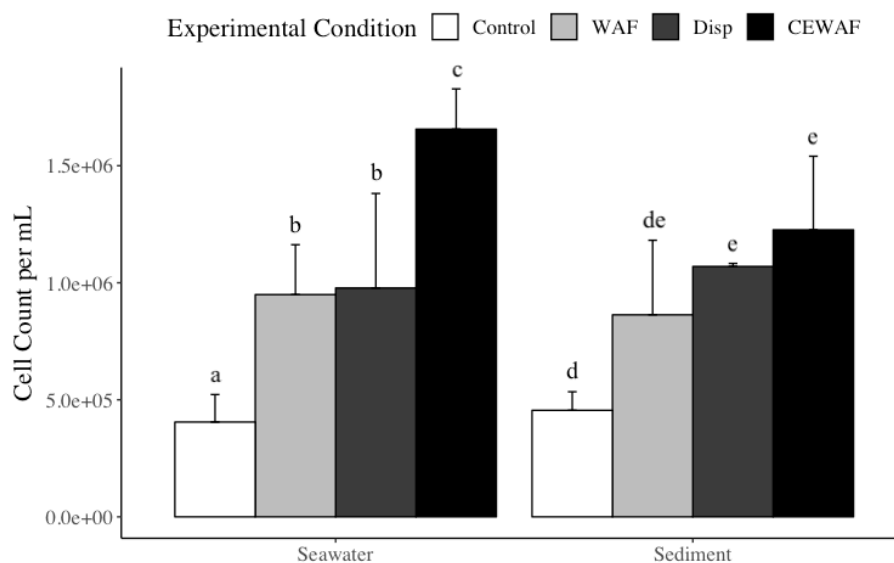 Experimental Condition Control WAF Disp CEWAF
c
1.5e+06
b
b
e
de
e
1.0e+06
Cell Count per mL
a
d
5.0e+05
0.0e+00
Seawater Sediment